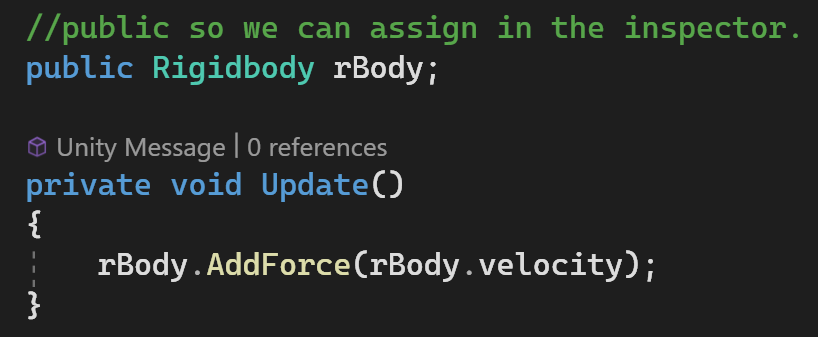 //public so we can assign in the inspector.
public Rigidbody rBody;
Unity Message | 0 references
private void Update()
{
rBody.AddForce(rBody.velocity);
}